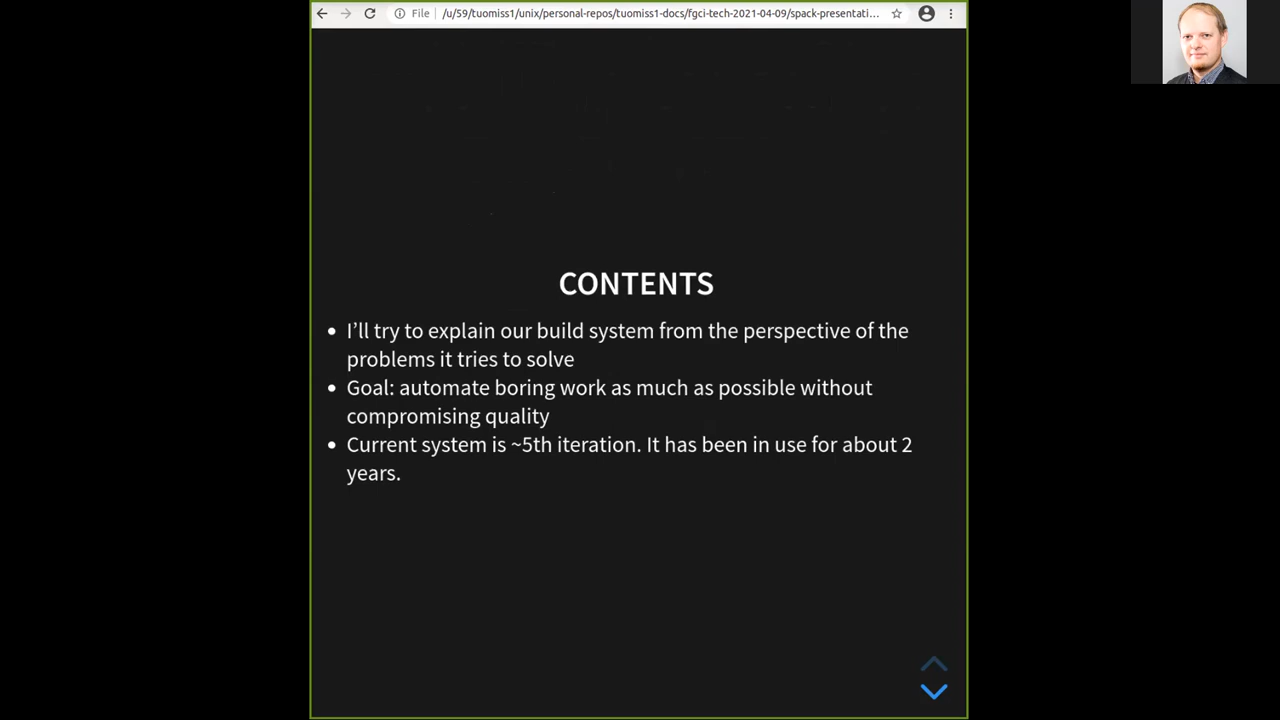 File
/u/59/tuomiss1/unix/personal-repos/tuomiss1-docs/fgci-tech-2021-04-09/spack-presentati...
CONTENTS
• I’ll try to explain our build system from the perspective of the
problems it tries to solve
• Goal: automate boring work as much as possible without
compromising quality
• Current system is ~5th iteration. It has been in use for about 2
years.